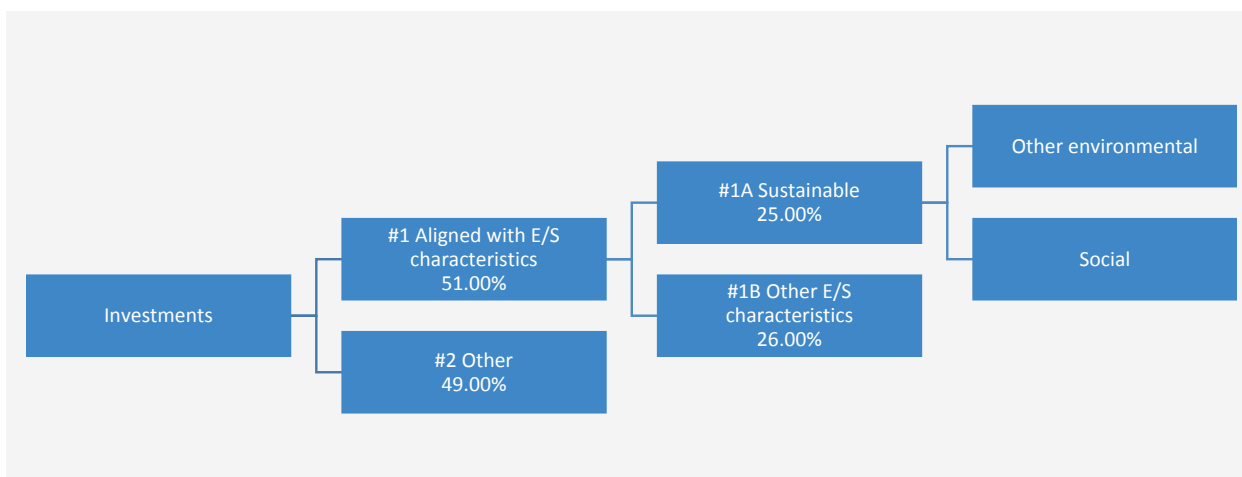 Investments
#1 Aligned with E/S
characteristics
51.00%
#2 Other
49.00%
#1A Sustainable
25.00%
#1B Other E/S
characteristics
26.00%
Other environmental
Social